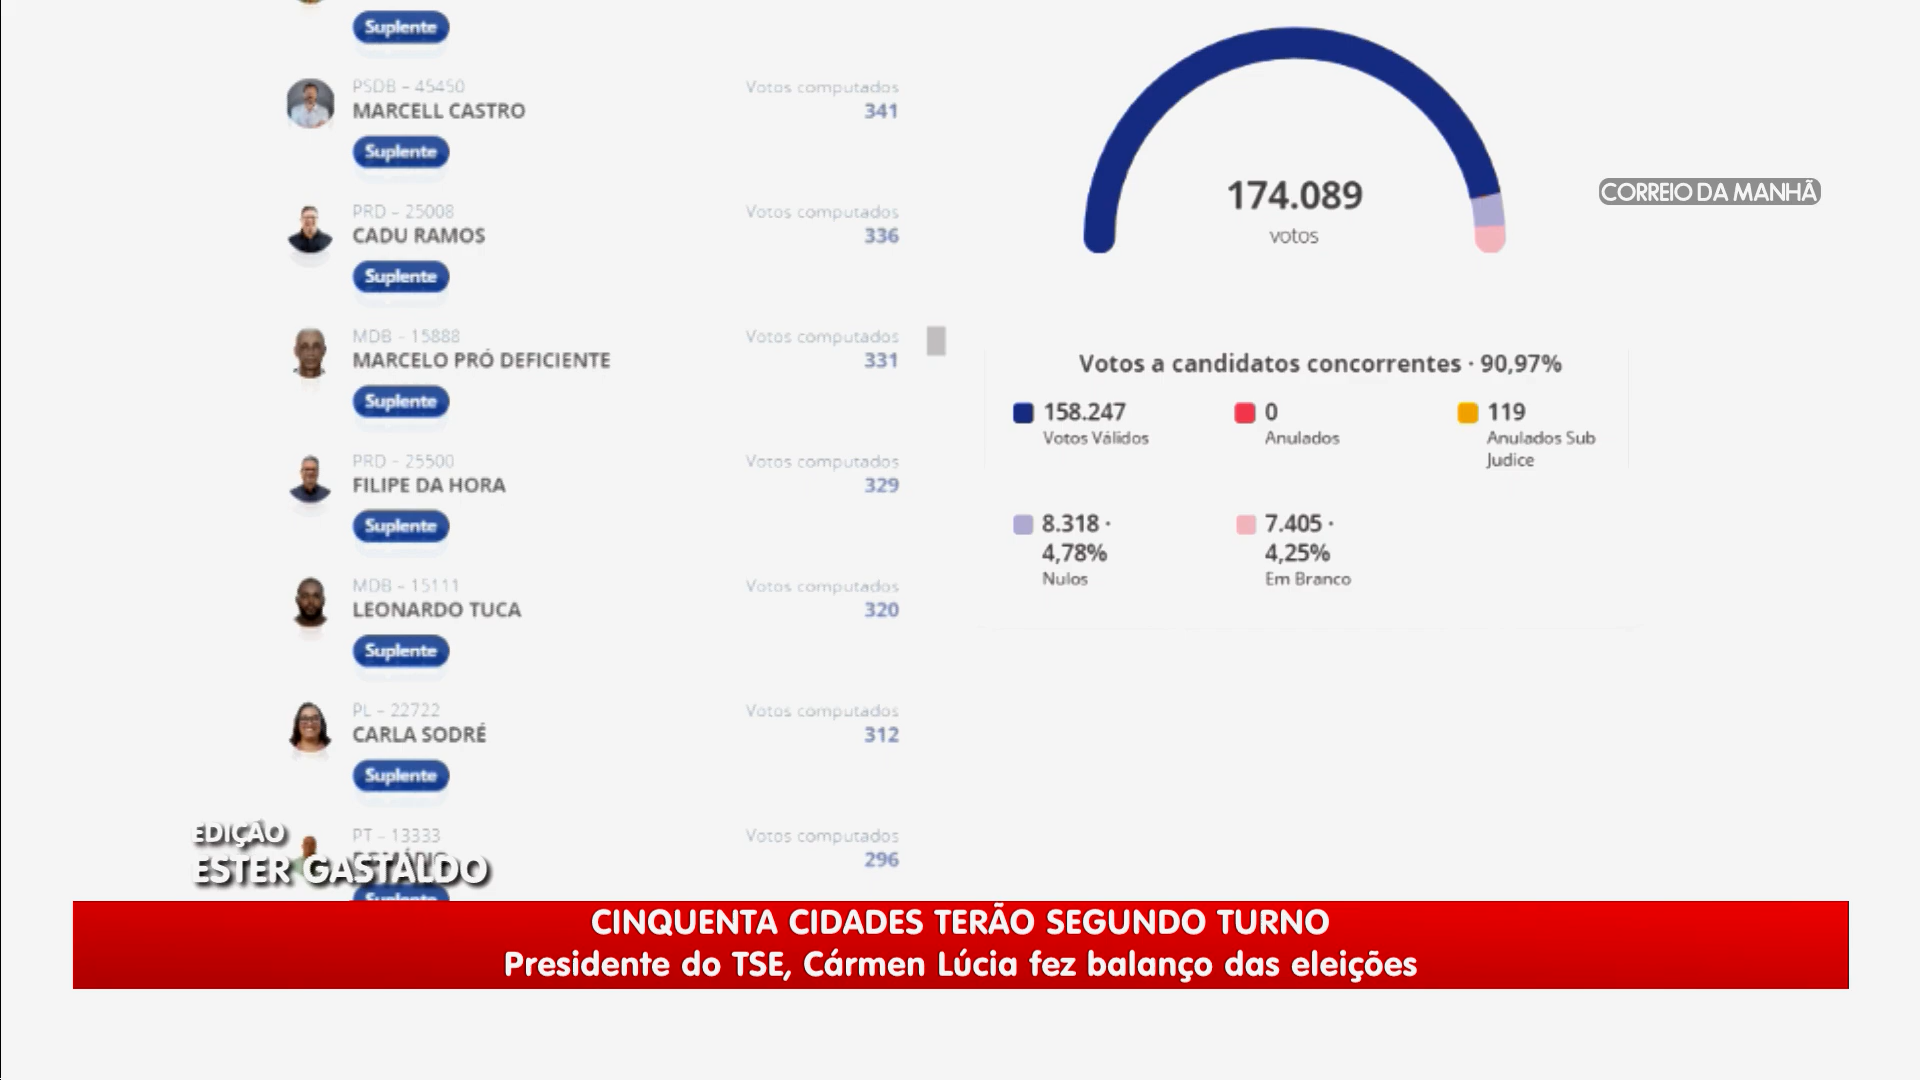 Suplente
PSDB – 45450
MARCELL CASTRO
Votos computados
341
Suplente
PRD – 25008
CADU RAMOS
Votos computados
336
Suplente
MDB – 15888
MARCELO PRÓ DEFICIENTE
Votos computados
331
Suplente
PRD – 25500
FILIPE DA HORA
Votos computados
329
Suplente
MDB – 15111
LEONARDO TUCA
Votos computados
320
Suplente
PL – 22722
CARLA SODRÉ
Votos computados
312
Suplente
PT – 13333
Votos computados
296
Suplente
174.089
votos
CORREIO DA MANHÃ
Votos a candidatos concorrentes · 90,97%
158.247
Votos Válidos
0
Anulados
119
Anulados Sub
Judice
8.318 ·
4,78%
Nulos
7.405 ·
4,25%
Em Branco
EDIÇÃO
ESTER GASTALDO
CINQUENTA CIDADES TERÃO SEGUNDO TURNO
Presidente do TSE, Cármen Lúcia fez balanço das eleições